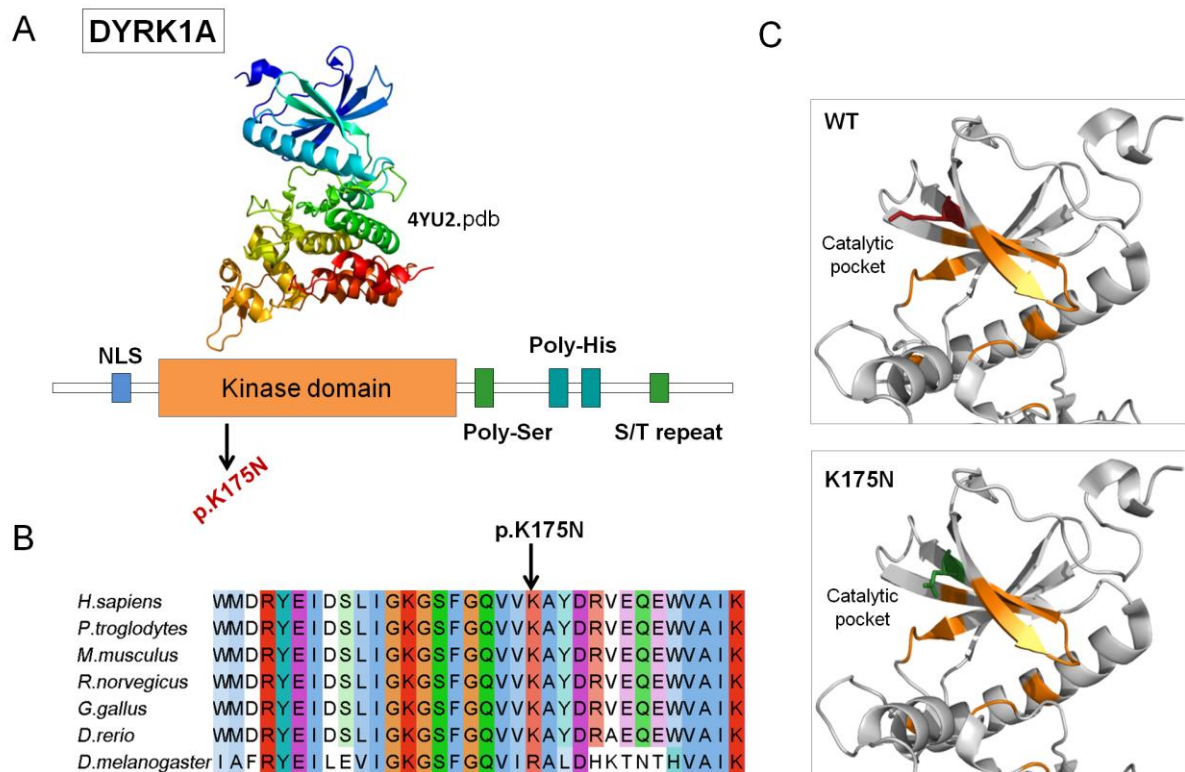 A
DYRK1A
4YU2.pdb
NLS
Kinase domain
Poly-His
Poly-Ser
S/T repeat
p.K175N
B
p.K175N
H.sapiens WMDRYEIDSLIGKGSFGQVVKAYDRVEQEWVAIK
P.troglodytes WMDRYEIDSLIGKGSFGQVVKAYDRVEQEWVAIK
M.musculus WMDRYEIDSLIGKGSFGQVVKAYDRVEQEWVAIK
R.norvegicus WMDRYEIDSLIGKGSFGQVVKAYDRVEQEWVAIK
G.gallus WMDRYEIDSLIGKGSFGQVVKAYDRVEQEWVAIK
D.rerio WMDRYEIDSLIGKGSFGQVVKAYDRAEQEWVAIK
D.melanogaster IAFRYEILEVIGKGSFGQVIRALDHKTNTHVAIK
C
WT
Catalytic
pocket
K175N
Catalytic
pocket